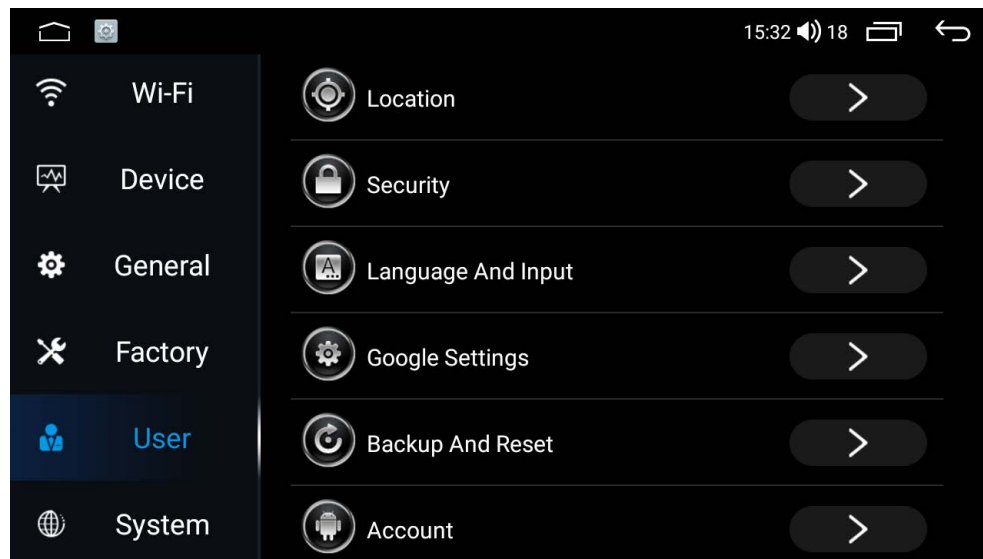 15:32 18
Wi-Fi
Device
General
Factory
User
System
Location
Security
Language And Input
Google Settings
Backup And Reset
Account